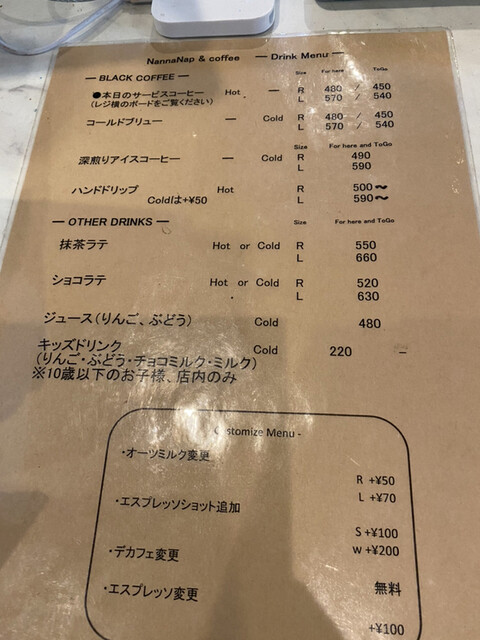 NannaNap & coffee — Drink Menu —
— BLACK COFFEE — Size For here ToGo
●本日のサービスコーヒー Hot — R 480 / 450
(レジ横のボードをご覧ください) L 570 / 540
コールドブリュー — Cold R 480 / 450
L 570 / 540
Size For here and ToGo
深煎りアイスコーヒー — Cold R 490
L 590
ハンドドリップ Hot R 500～
Coldは+¥50 L 590～
— OTHER DRINKS — Size For here and ToGo
抹茶ラテ Hot or Cold R 550
L 660
ショコラテ Hot or Cold R 520
L 630
ジュース(りんご、ぶどう) Cold 480
キッズドリンク Cold 220 –
(りんご・ぶどう・チョコミルク・ミルク)
※10歳以下のお子様、店内のみ
Customize Menu -
・オーツミルク変更
R +¥50
L +¥70
・エスプレッソショット追加
S +¥100
W +¥200
・デカフェ変更
無料
・エスプレッソ変更
+¥100